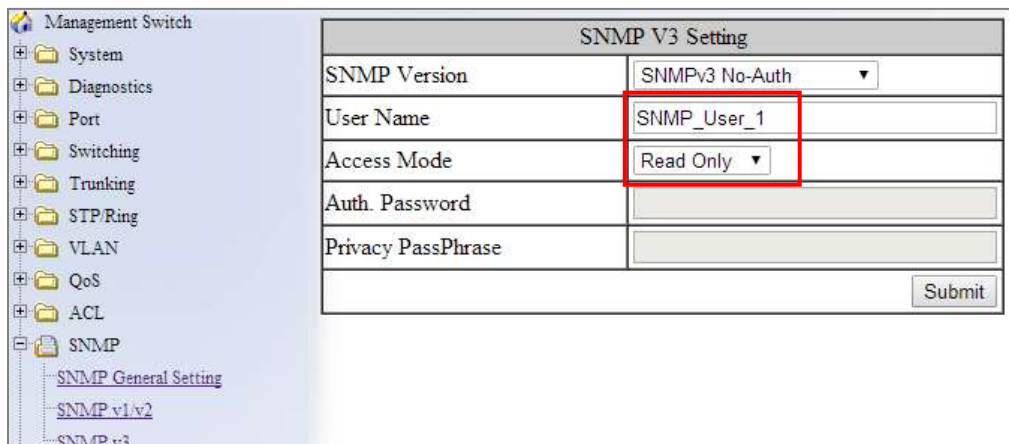 Management Switch
System
Diagnostics
Port
Switching
Trunking
STP/Ring
VLAN
QoS
ACL
SNMP
SNMP General Setting
SNMP v1/v2
SNMP v3
SNMP V3 Setting
SNMP Version SNMPv3 No-Auth
User Name SNMP_User_1
Access Mode Read Only
Auth. Password
Privacy PassPhrase
Submit